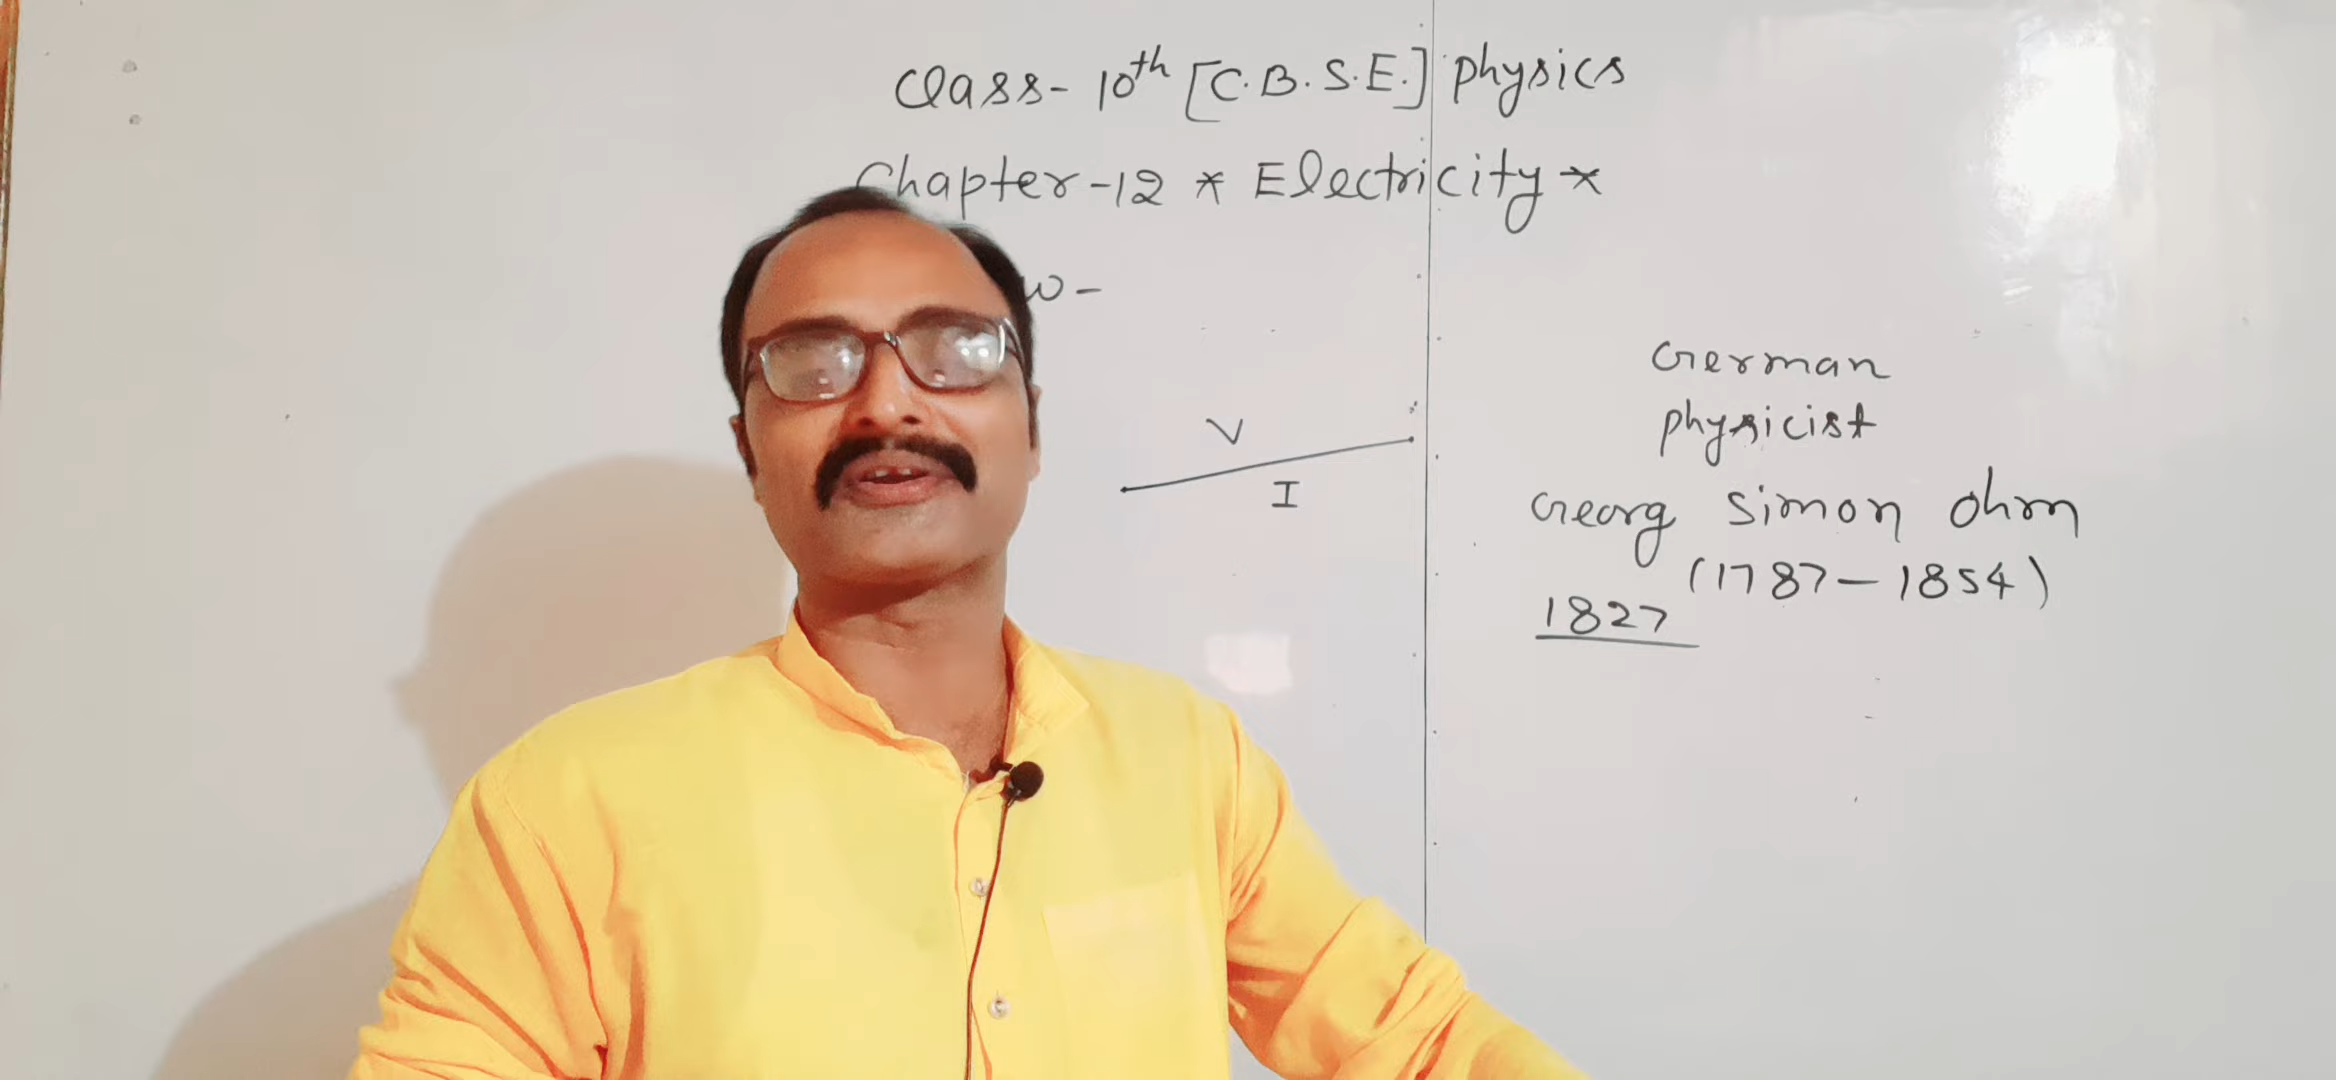 Class- 10th [C.B.S.E.] physics
Chapter -12 * Electricity *
w -
V
I
German
physicist
Georg simon ohm
(1787-1854)
1827